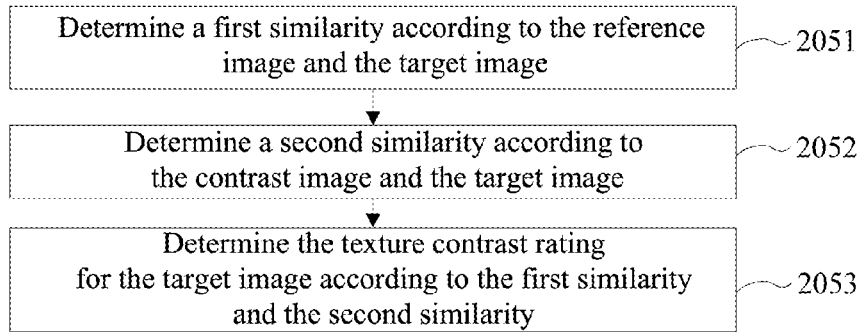 Determine a first similarity according to the reference
image and the target image
2051
Determine a second similarity according to
the contrast image and the target image
2052
Determine the texture contrast rating
for the target image according to the first similarity
and the second similarity
2053